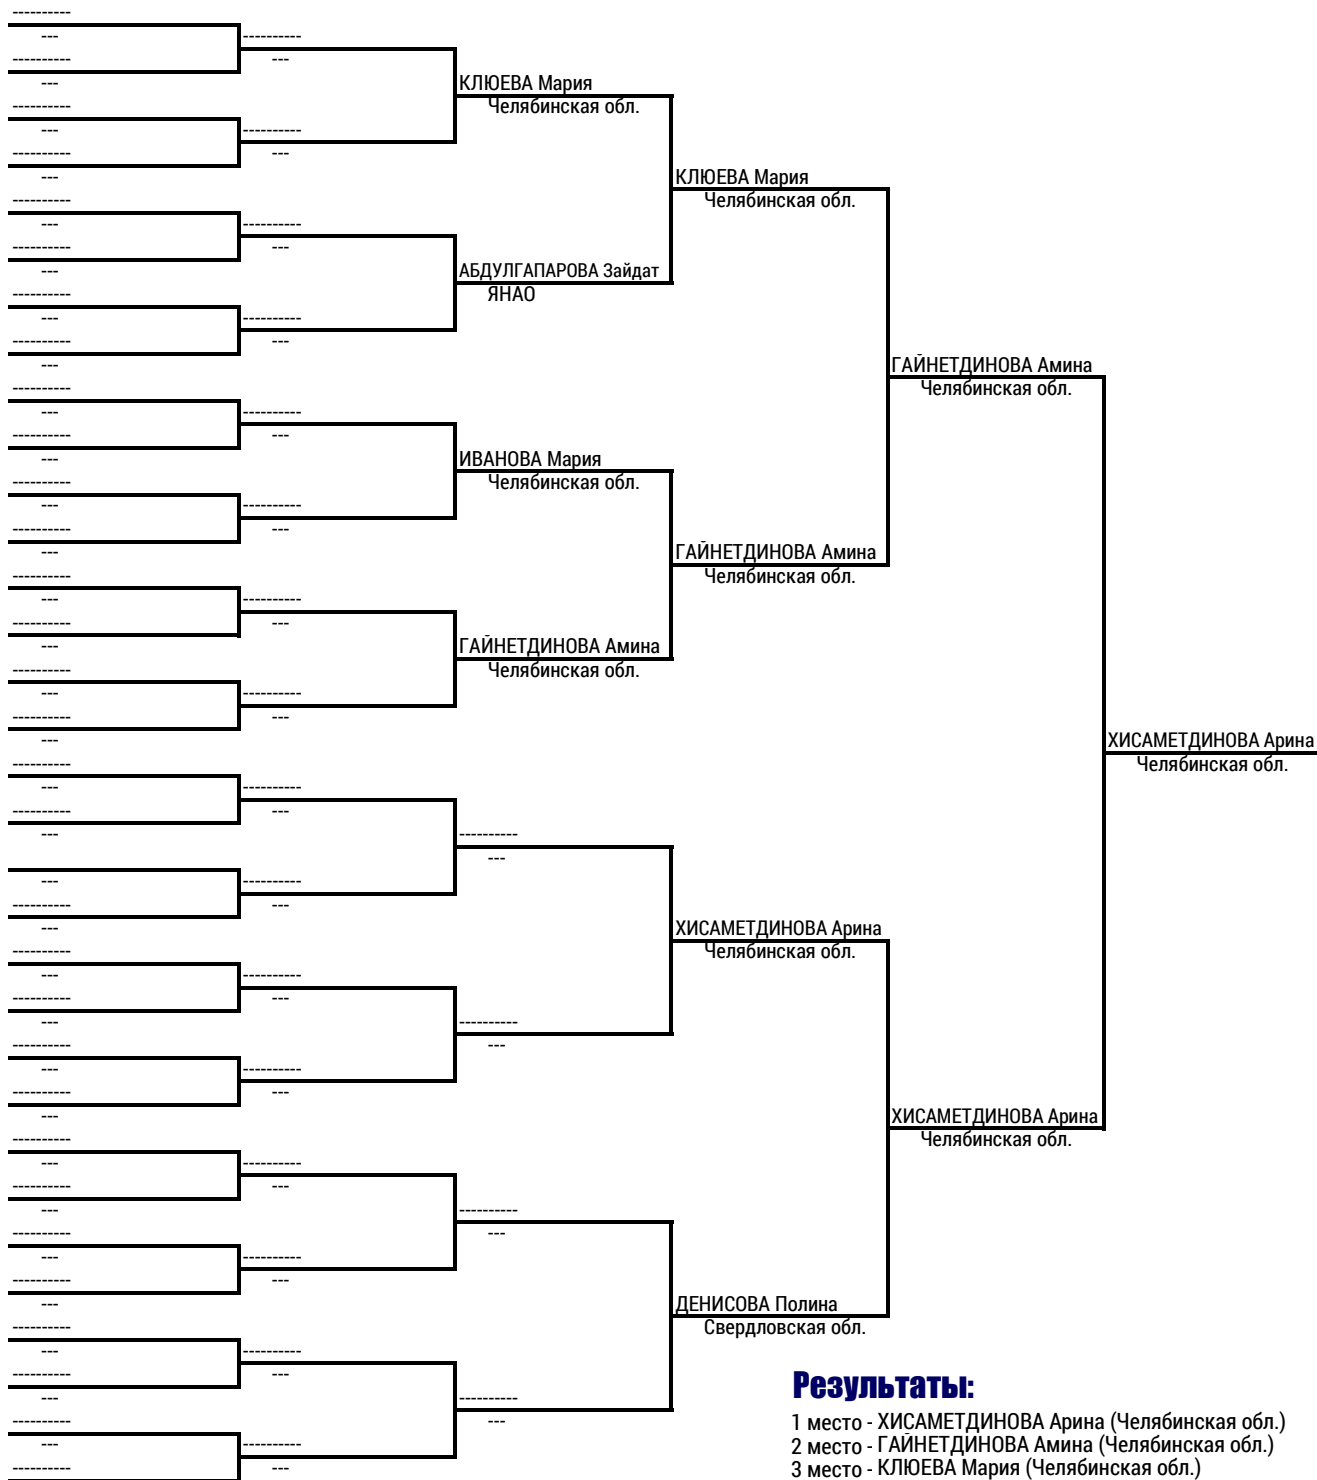 КЛЮЕВА Мария
Челябинская обл.
КЛЮЕВА Мария
Челябинская обл.
АБДУЛГАПАРОВА Зайдат
ЯНАО
ГАЙНЕТДИНОВА Амина
Челябинская обл.
ИВАНОВА Мария
Челябинская обл.
ГАЙНЕТДИНОВА Амина
Челябинская обл.
ГАЙНЕТДИНОВА Амина
Челябинская обл.
ХИСАМЕТДИНОВА Арина
Челябинская обл.
ХИСАМЕТДИНОВА Арина
Челябинская обл.
ХИСАМЕТДИНОВА Арина
Челябинская обл.
ДЕНИСОВА Полина
Свердловская обл.
Результаты:
1 место - ХИСАМЕТДИНОВА Арина (Челябинская обл.)
2 место - ГАЙНЕТДИНОВА Амина (Челябинская обл.)
3 место - КЛЮЕВА Мария (Челябинская обл.)